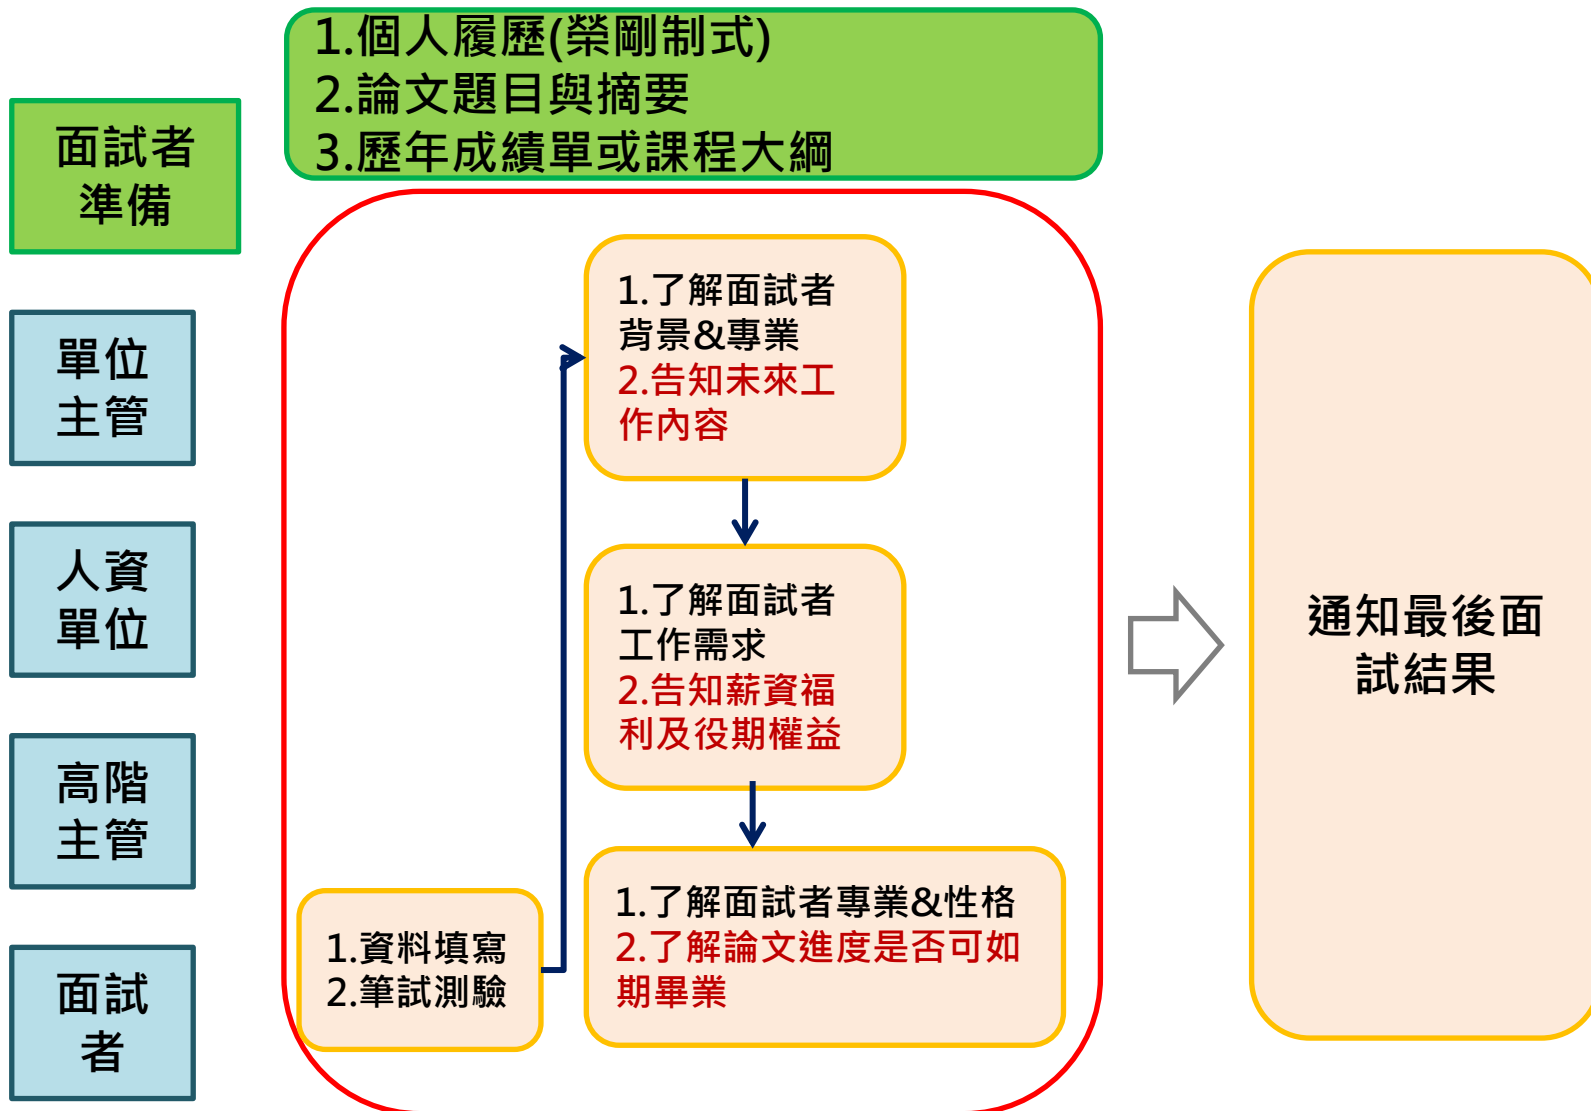 1.個人履歷(榮剛制式)
2.論文題目與摘要
3.歷年成績單或課程大綱
面試者
準備
單位
主管
人資
單位
高階
主管
面試
者
1.資料填寫
2.筆試測驗
1.了解面試者
背景&專業
2.告知未來工
作內容
1.了解面試者
工作需求
2.告知薪資福
利及役期權益
1.了解面試者專業&性格
2.了解論文進度是否可如
期畢業
通知最後面
試結果